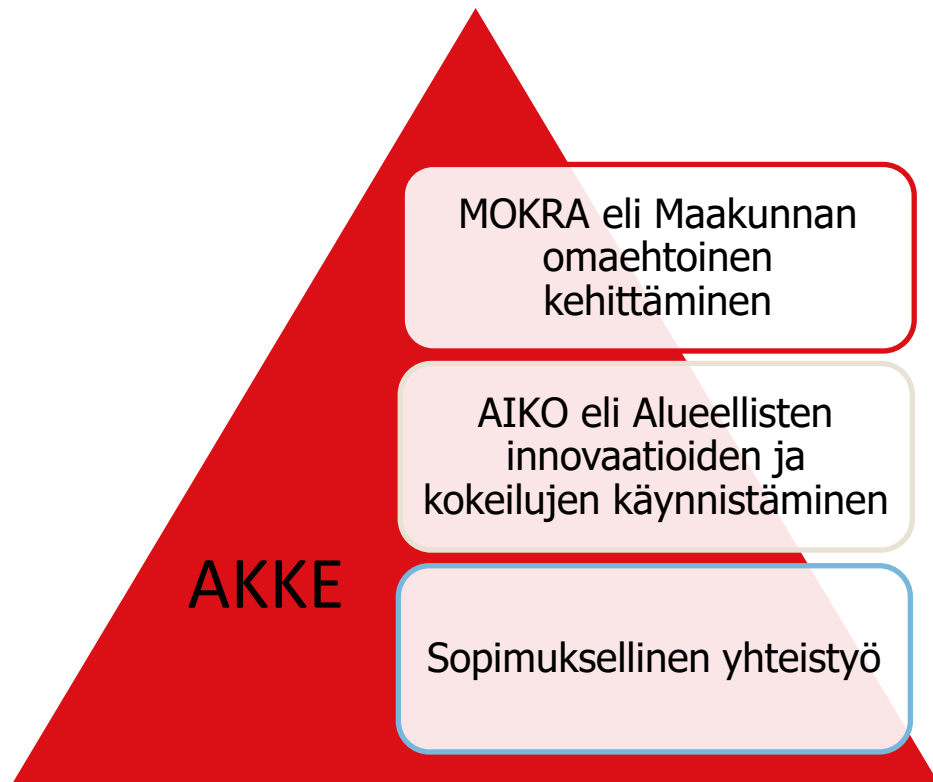 MOKRA eli Maakunnan
omaehtoinen
kehittäminen
AIKO eli Alueellisten
innovaatioiden ja
kokeilujen käynnistäminen
AKKE
Sopimuksellinen yhteistyö